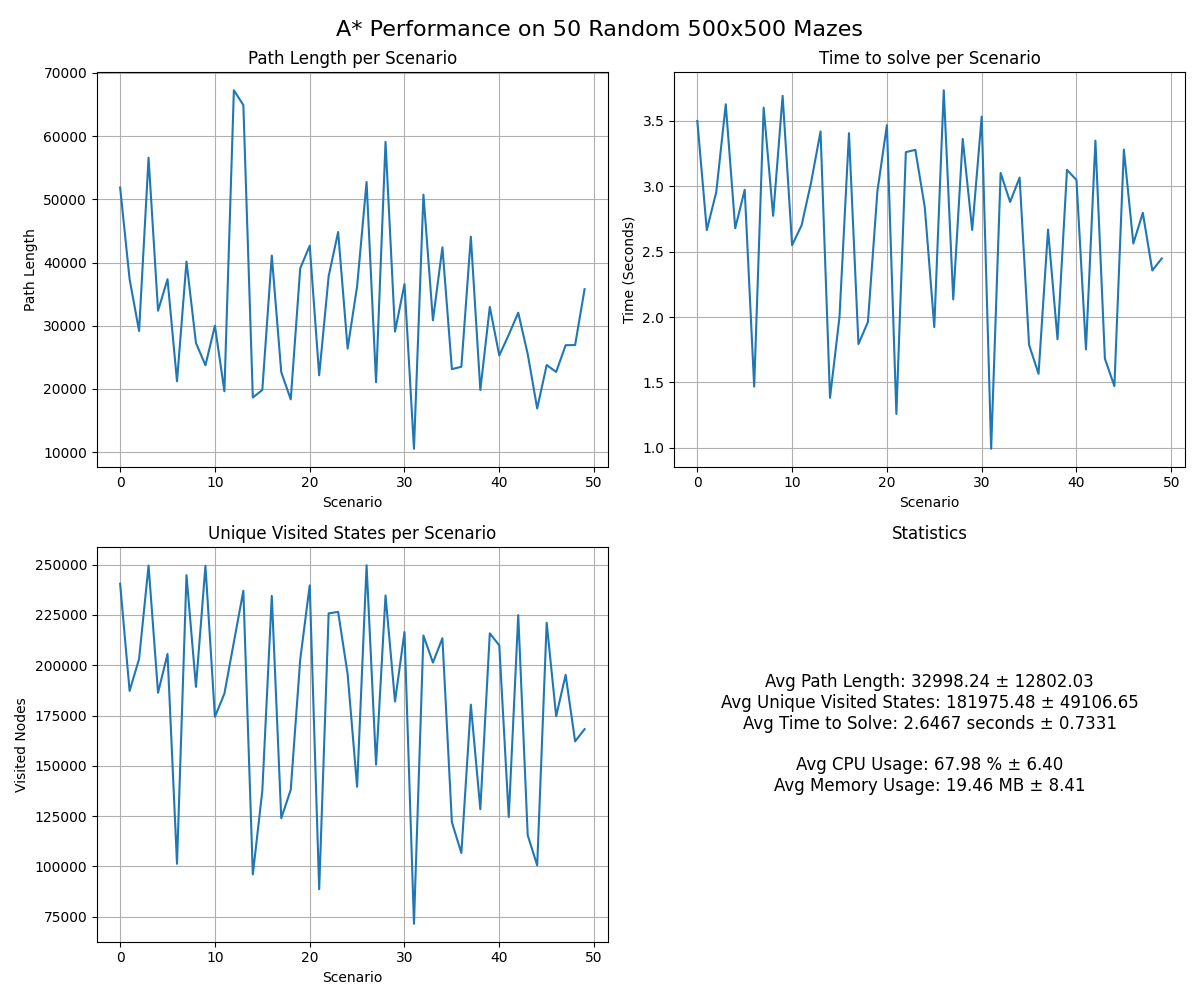 A* Performance on 50 Random 500x500 Mazes
Path Length per Scenario
70000
60000
50000
40000
30000
20000
10000
Path Length
0 10 20 30 40 50
Scenario
Time to solve per Scenario
3.5
3.0
2.5
2.0
1.5
1.0
Time (Seconds)
0 10 20 30 40 50
Scenario
Unique Visited States per Scenario
250000
225000
200000
175000
150000
125000
100000
75000
Visited Nodes
0 10 20 30 40 50
Scenario
Statistics
Avg Path Length: 32998.24 ± 12802.03
Avg Unique Visited States: 181975.48 ± 49106.65
Avg Time to Solve: 2.6467 seconds ± 0.7331
Avg CPU Usage: 67.98 % ± 6.40
Avg Memory Usage: 19.46 MB ± 8.41